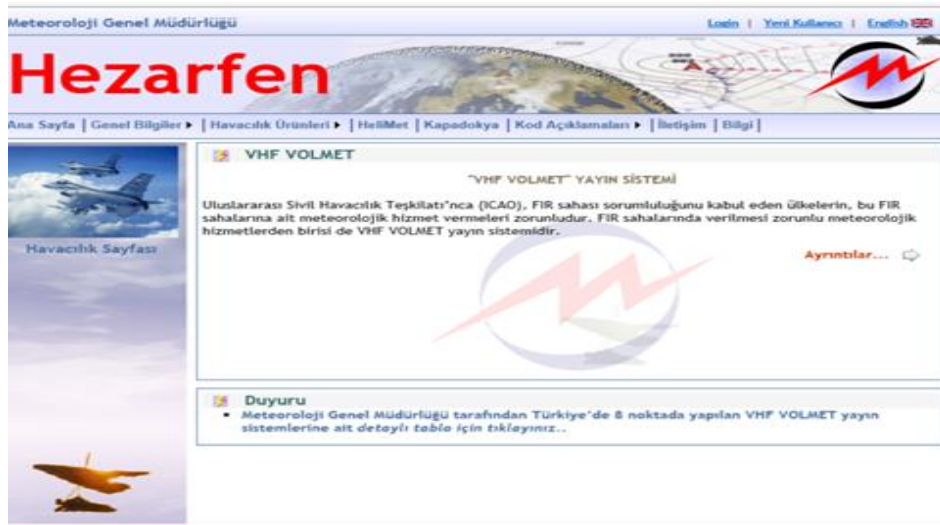 Meteoroloji Genel Müdürlüğü
Login | Yeni Kullanıcı | English
Hezarfen
Ana Sayfa | Genel Bilgiler | Havacılık Ürünleri | HeliMet | Kapadokya | Kod Açıklamaları | İletişim | Bilgi |
VHF VOLMET
"VHF VOLMET" YAYIN SİSTEMİ
Uluslararası Sivil Havacılık Teşkilatı'nca (ICAO), FIR sahası sorumluluğunu kabul eden ülkelerin, bu FIR
sahalarına ait meteorolojik hizmet vermeleri zorunludur. FIR sahalarında verilmesi zorunlu meteorolojik
hizmetlerden birisi de VHF VOLMET yayın sistemidir.
Havacılık Sayfası
Ayrıntılar...
Duyuru
Meteoroloji Genel Müdürlüğü tarafından Türkiye'de 8 noktada yapılan VHF VOLMET yayın
sistemlerine ait detaylı tablo için tıklayınız..